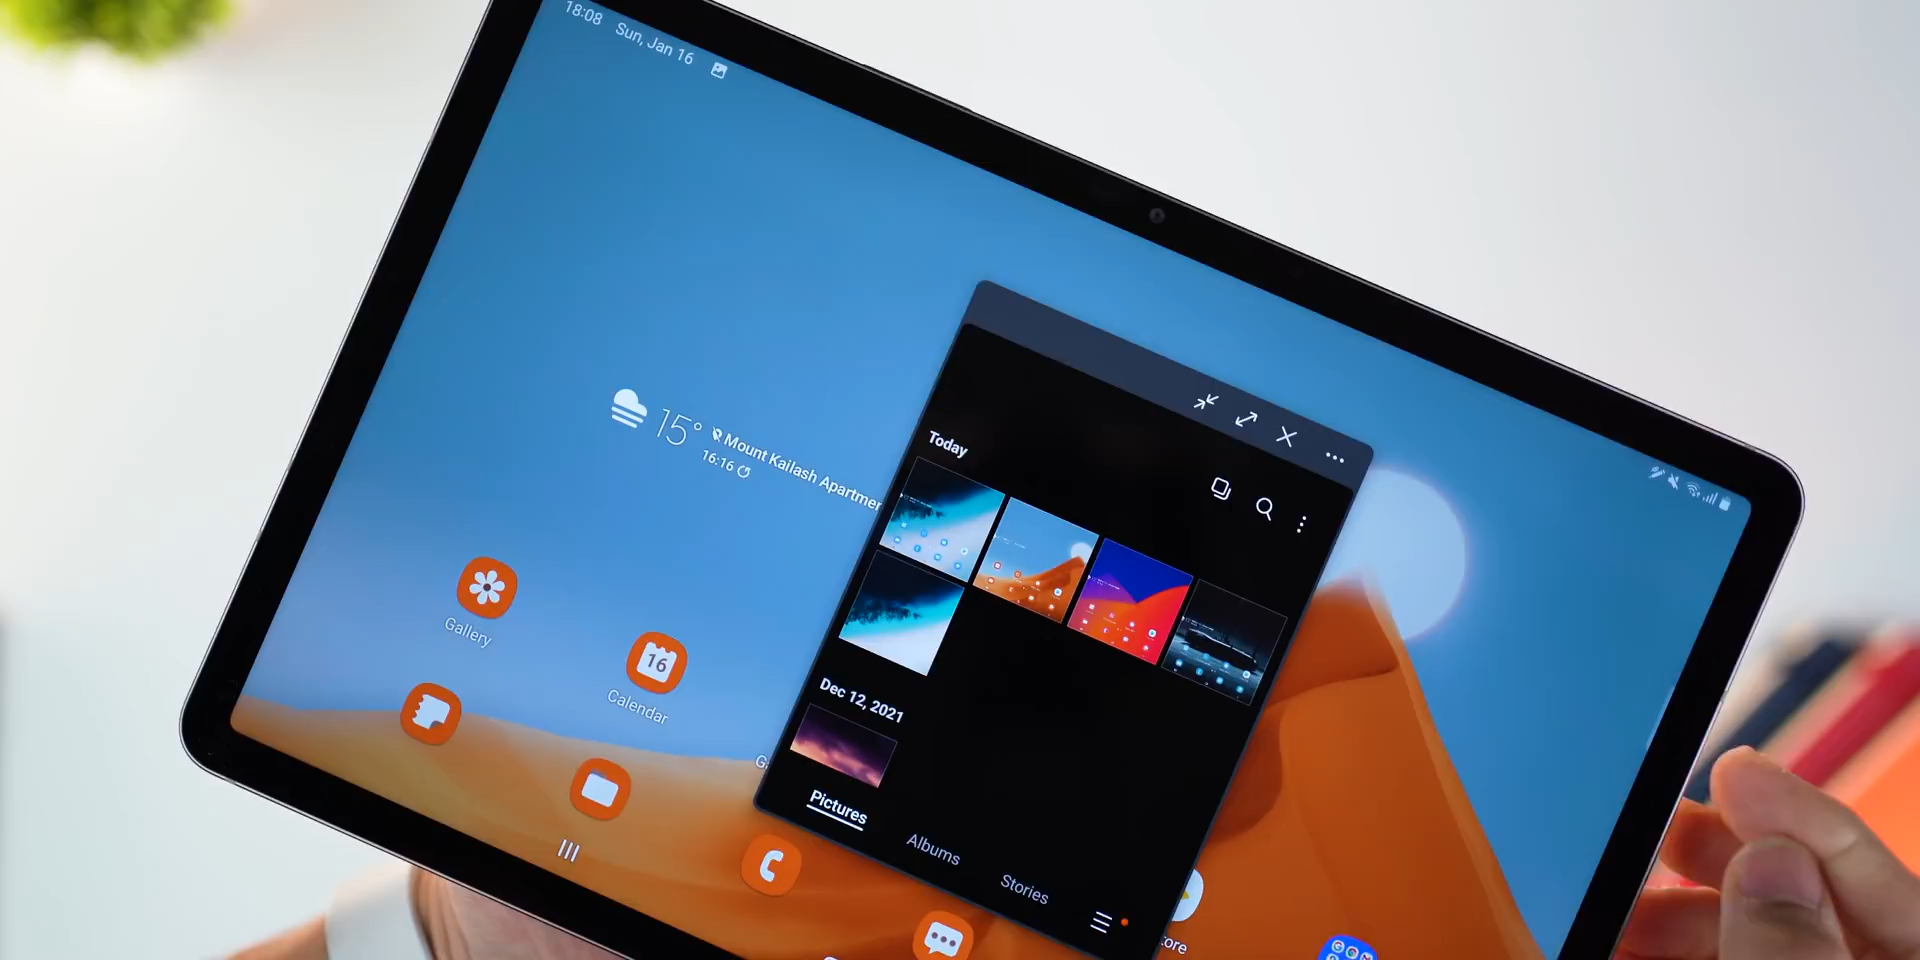 18:08 Sun, Jan 16
15° Mount Kailash Apartmen
16:16
Gallery
16
Calendar
Today
Dec 12, 2021
Pictures
Albums
Stories
tore